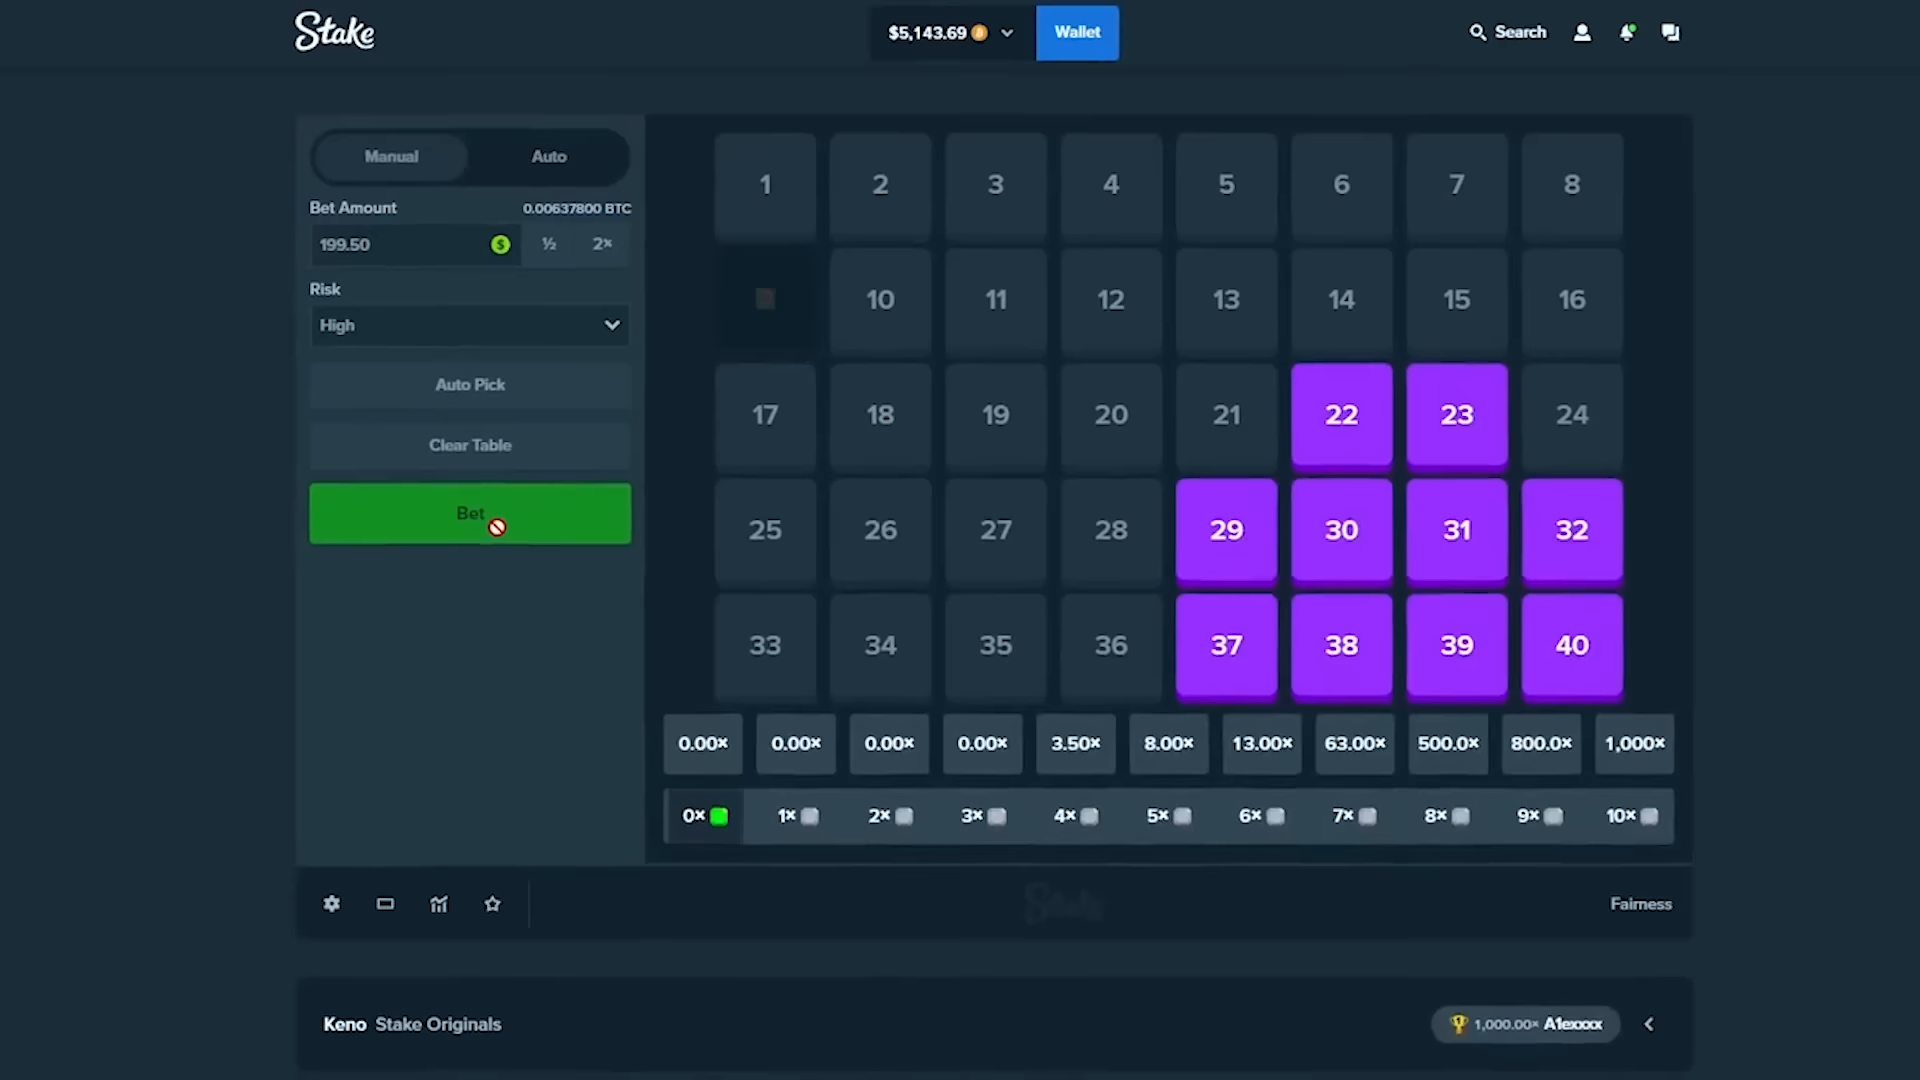 Stake
$5,143.69
Wallet
Search
Manual
Auto
Bet Amount
0.00637800 BTC
199.50
½
2×
Risk
High
Auto Pick
Clear Table
Bet
1 2 3 4 5 6 7 8
10 11 12 13 14 15 16
17 18 19 20 21 22 23 24
25 26 27 28 29 30 31 32
33 34 35 36 37 38 39 40
0.00× 0.00× 0.00× 0.00× 3.50× 8.00× 13.00× 63.00× 500.0× 800.0× 1,000×
0× 1× 2× 3× 4× 5× 6× 7× 8× 9× 10×
Stake
Fairness
Keno Stake Originals
1,000.00× A1exxxx